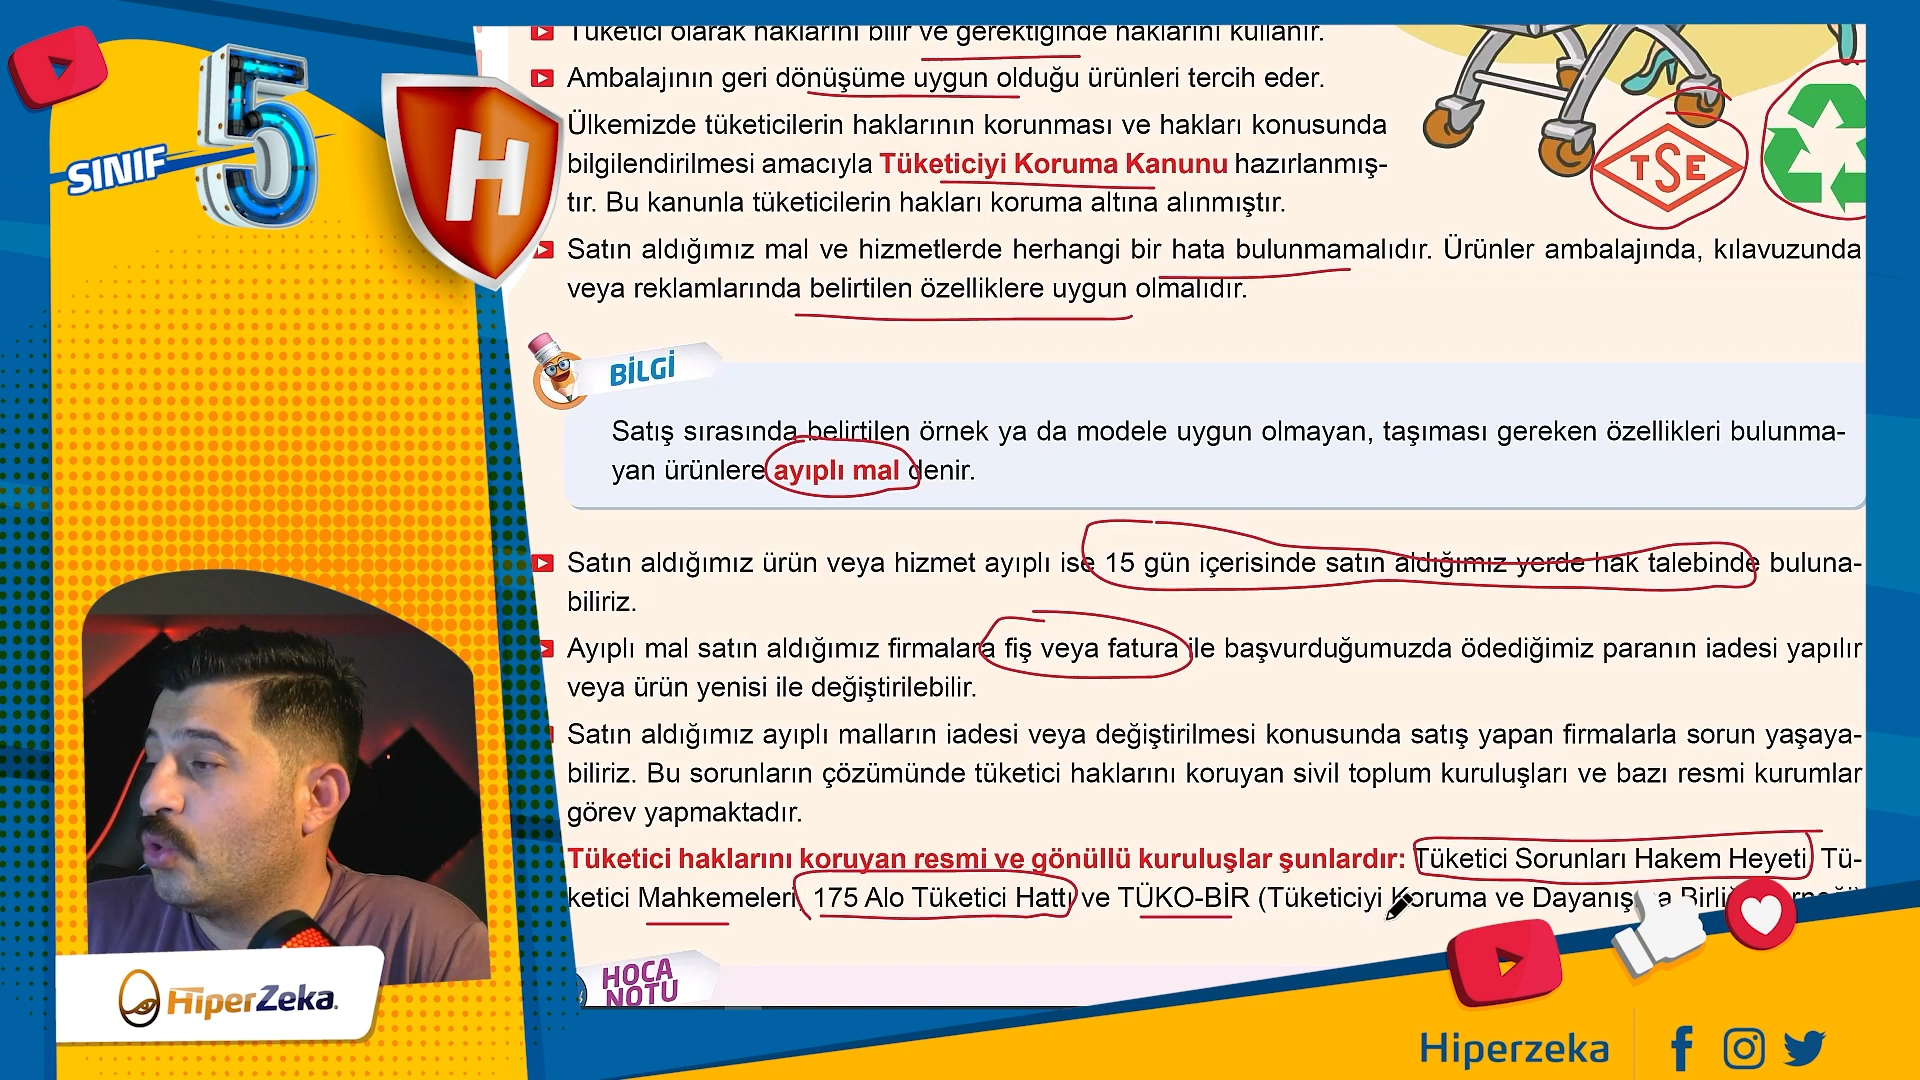 SINIF 5
H
Tüketici olarak haklarını bilir ve gerektiğinde haklarını kullanır.
Ambalajının geri dönüşüme uygun olduğu ürünleri tercih eder.
Ülkemizde tüketicilerin haklarının korunması ve hakları konusunda
bilgilendirilmesi amacıyla Tüketiciyi Koruma Kanunu hazırlanmış-
tır. Bu kanunla tüketicilerin hakları koruma altına alınmıştır.
TSE
Satın aldığımız mal ve hizmetlerde herhangi bir hata bulunmamalıdır. Ürünler ambalajında, kılavuzunda
veya reklamlarında belirtilen özelliklere uygun olmalıdır.
BİLGİ
Satış sırasında belirtilen örnek ya da modele uygun olmayan, taşıması gereken özellikleri bulunma-
yan ürünlere ayıplı mal denir.
Satın aldığımız ürün veya hizmet ayıplı ise 15 gün içerisinde satın aldığımız yerde hak talebinde buluna-
biliriz.
Ayıplı mal satın aldığımız firmalara fiş veya fatura ile başvurduğumuzda ödediğimiz paranın iadesi yapılır
veya ürün yenisi ile değiştirilebilir.
Satın aldığımız ayıplı malların iadesi veya değiştirilmesi konusunda satış yapan firmalarla sorun yaşaya-
biliriz. Bu sorunların çözümünde tüketici haklarını koruyan sivil toplum kuruluşları ve bazı resmi kurumlar
görev yapmaktadır.
Tüketici haklarını koruyan resmi ve gönüllü kuruluşlar şunlardır: Tüketici Sorunları Hakem Heyeti, Tü-
ketici Mahkemeleri, 175 Alo Tüketici Hattı ve TÜKO-BİR (Tüketiciyi Koruma ve
HOCA
NOTU
HiperZeka.
Hiperzeka